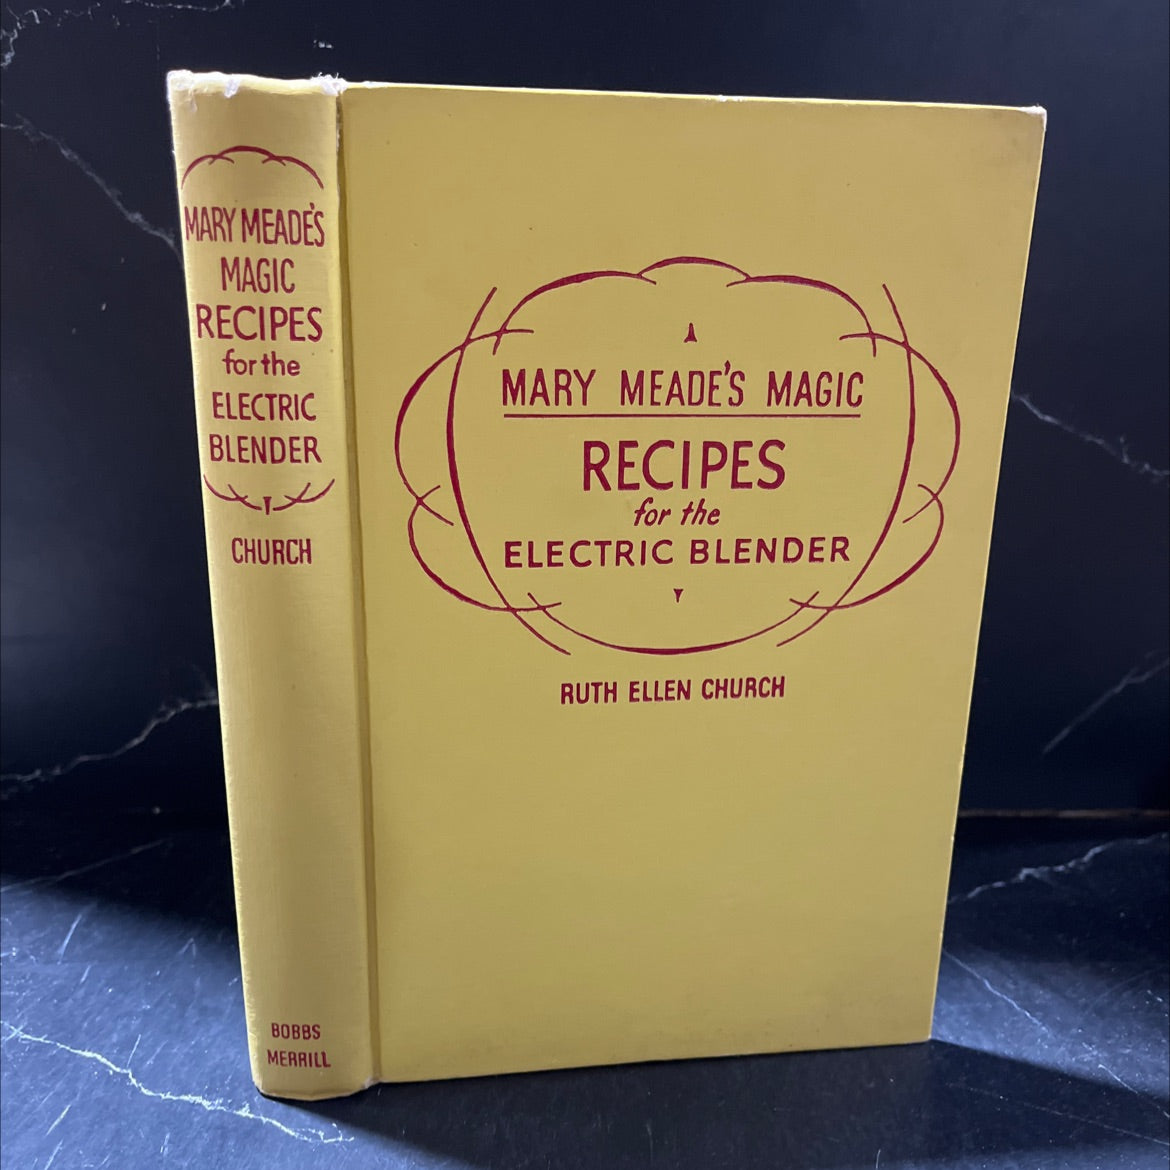 MARY MEADE'S
MAGIC
RECIPES
for the
ELECTRIC
BLENDER
CHURCH
BOBBS
MERRILL
MARY MEADE'S MAGIC
RECIPES
for the
ELECTRIC BLENDER
RUTH ELLEN CHURCH